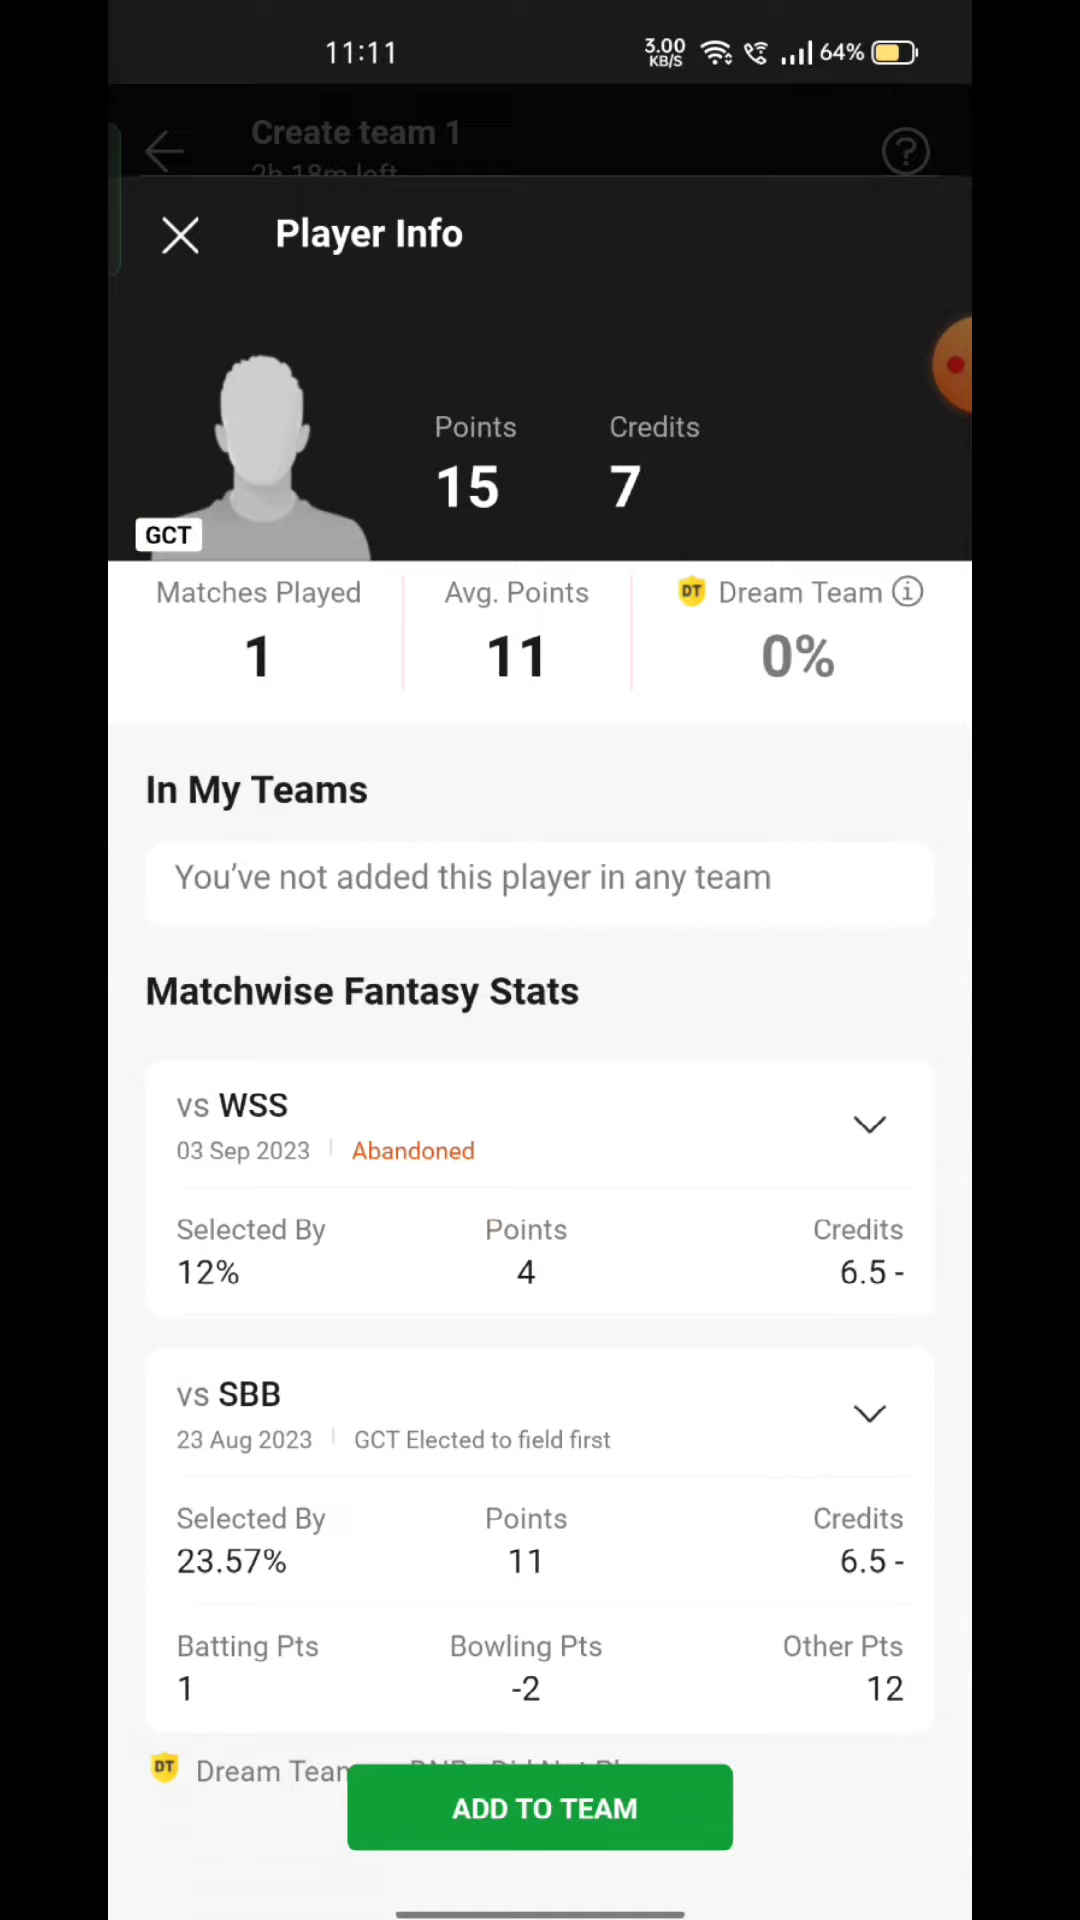 11:11 3.00 KB/S 64%
Create team 1
2h 18m left
Player Info
Points Credits
15 7
GCT
Matches Played Avg. Points DT Dream Team
1 11 0%
In My Teams
You’ve not added this player in any team
Matchwise Fantasy Stats
vs WSS
03 Sep 2023 Abandoned
Selected By Points Credits
12% 4 6.5 -
vs SBB
23 Aug 2023 GCT Elected to field first
Selected By Points Credits
23.57% 11 6.5 -
Batting Pts Bowling Pts Other Pts
1 -2 12
DT Dream Team
ADD TO TEAM